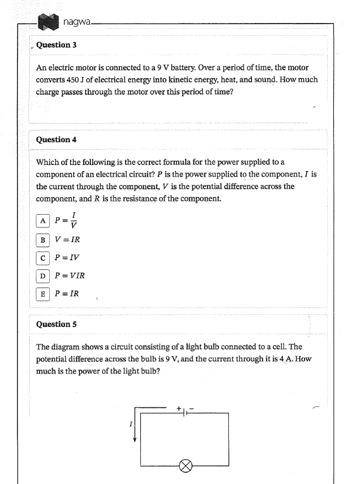 nagwa
Question 3
An electric motor is connected to a 9 V battery. Over a period of time, the motor
converts 450 J of electrical energy into kinetic energy, heat, and sound. How much
charge passes through the motor over this period of time?
Question 4
Which of the following is the correct formula for the power supplied to a
component of an electrical circuit? P is the power supplied to the component, I is
the current through the component, V is the potential difference across the
component, and R is the resistance of the component.
A P = I/V
B V = IR
C P = IV
D P = VIR
E P = IR
Question 5
The diagram shows a circuit consisting of a light bulb connected to a cell. The
potential difference across the bulb is 9 V, and the current through it is 4 A. How
much is the power of the light bulb?
+ −
I